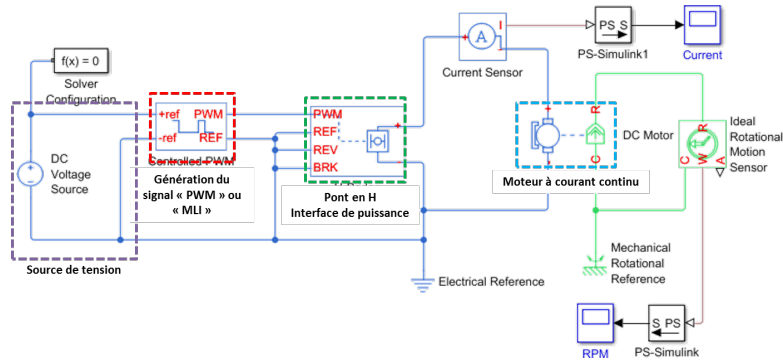 f(x) = 0
Solver
Configuration
DC
Voltage
Source
Source de tension
+ref
-ref
PWM
REF
Controlled PWM
Génération du
signal « PWM » ou
« MLI »
PWM
REF
REV
BRK
+
-
Pont en H
Interface de puissance
+
I
-
A
Current Sensor
PS S
PS-Simulink1
Current
+
-
R
C
DC Motor
Moteur à courant continu
R
C
W
A
Ideal
Rotational
Motion
Sensor
Mechanical
Rotational
Reference
Electrical Reference
RPM
S PS
PS-Simulink